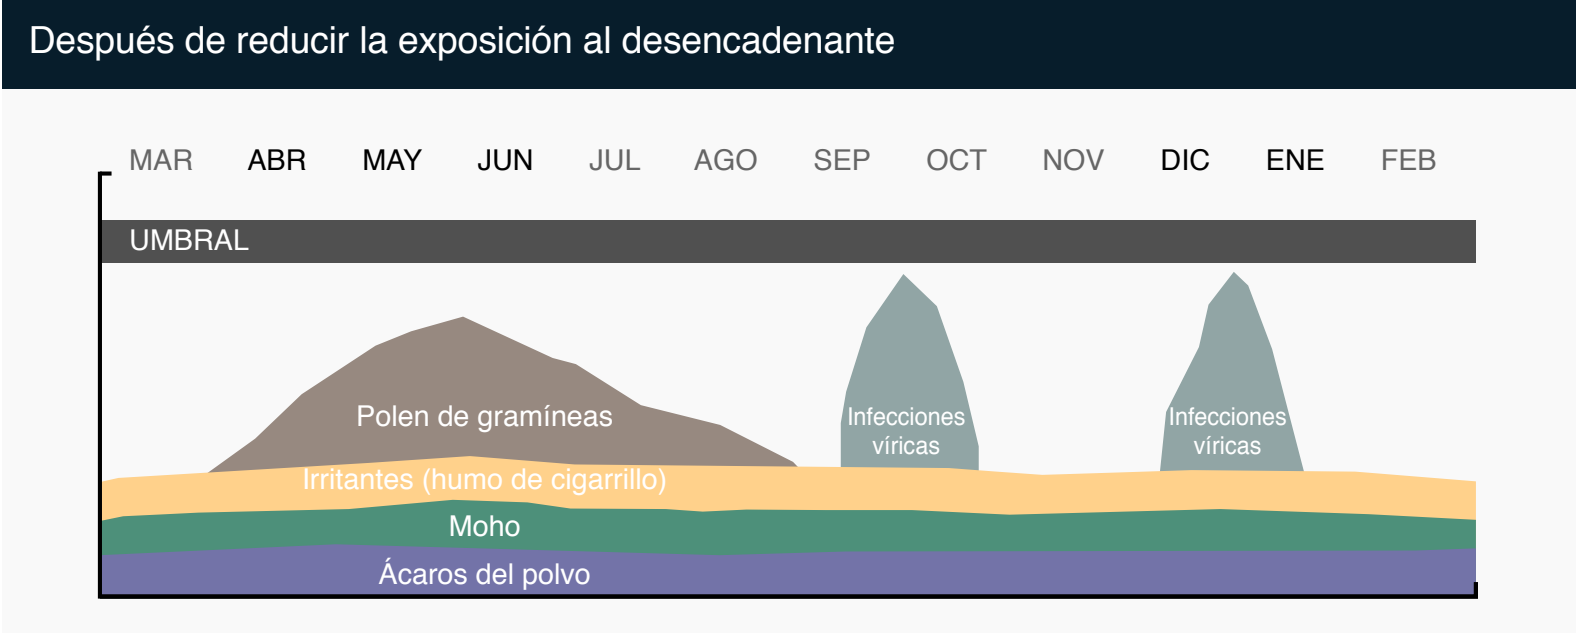 Después de reducir la exposición al desencadenante
MAR ABR MAY JUN JUL AGO SEP OCT NOV DIC ENE FEB
UMBRAL
Polen de gramíneas
Infecciones
víricas
Infecciones
víricas
Irritantes (humo de cigarrillo)
Moho
Ácaros del polvo